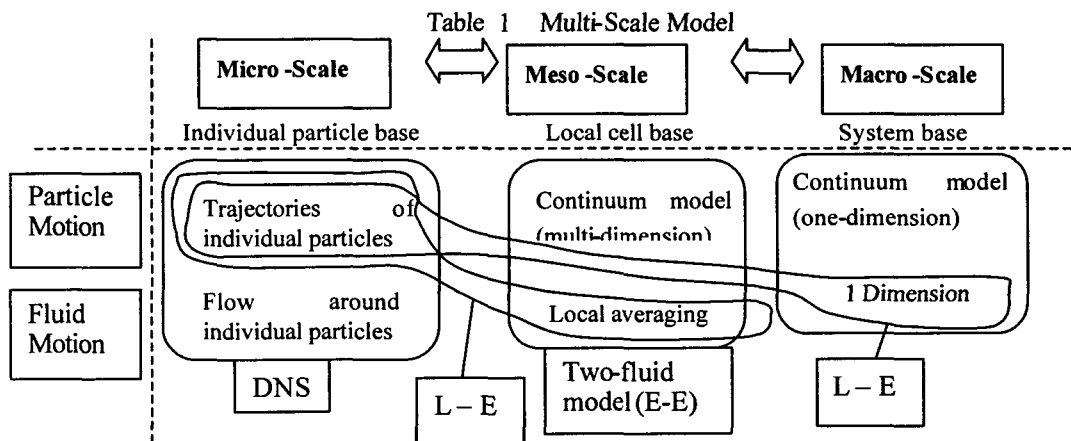 Table 1 Multi-Scale Model
Micro -Scale
Meso -Scale
Macro -Scale
Individual particle base
Local cell base
System base
Particle
Motion
Trajectories of
individual particles
Continuum model
(multi-dimension)
Continuum model
(one-dimension)
Fluid
Motion
Flow around
individual particles
Local averaging
1 Dimension
DNS
L – E
Two-fluid
model (E-E)
L – E